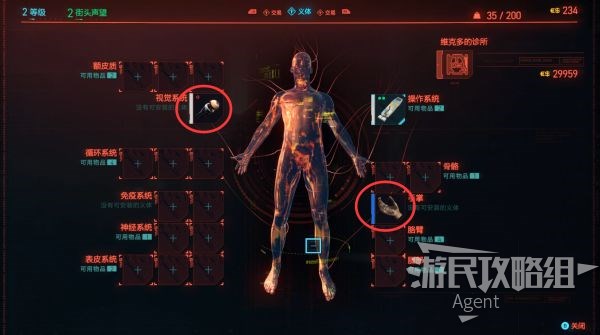 2 等级
2 街头声望
交易
义体
交易
35 / 200
€$ 234
维克多的诊所
€$ 29959
额皮质
可用物品 2
视觉系统
没有可安装的义体
操作系统
可用物品 2
循环系统
可用物品 4
骨骼
免疫系统
没有可安装的义体
手掌
没有可安装的义体
神经系统
可用物品 1
胳臂
可用物品
表皮系统
可用物品 2
游民攻略组
Agent
关闭